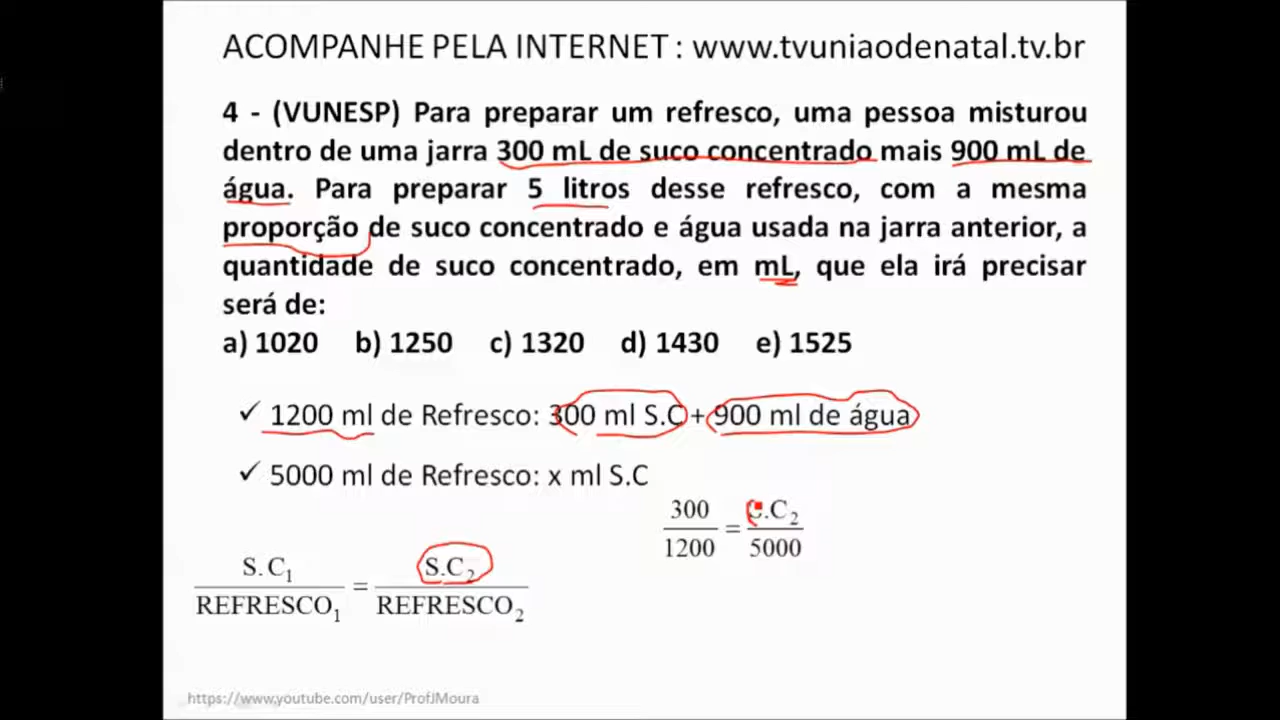 ACOMPANHE PELA INTERNET : www.tvuniaodenatal.tv.br
4 - (VUNESP) Para preparar um refresco, uma pessoa misturou
dentro de uma jarra 300 mL de suco concentrado mais 900 mL de
água. Para preparar 5 litros desse refresco, com a mesma
proporção de suco concentrado e água usada na jarra anterior, a
quantidade de suco concentrado, em mL, que ela irá precisar
será de:
a) 1020 b) 1250 c) 1320 d) 1430 e) 1525
✓ 1200 ml de Refresco: 300 ml S.C + 900 ml de água
✓ 5000 ml de Refresco: x ml S.C
300 / 1200 = S.C₂ / 5000
S.C₁ / REFRESCO₁ = S.C₂ / REFRESCO₂
https://www.youtube.com/user/ProfJMoura